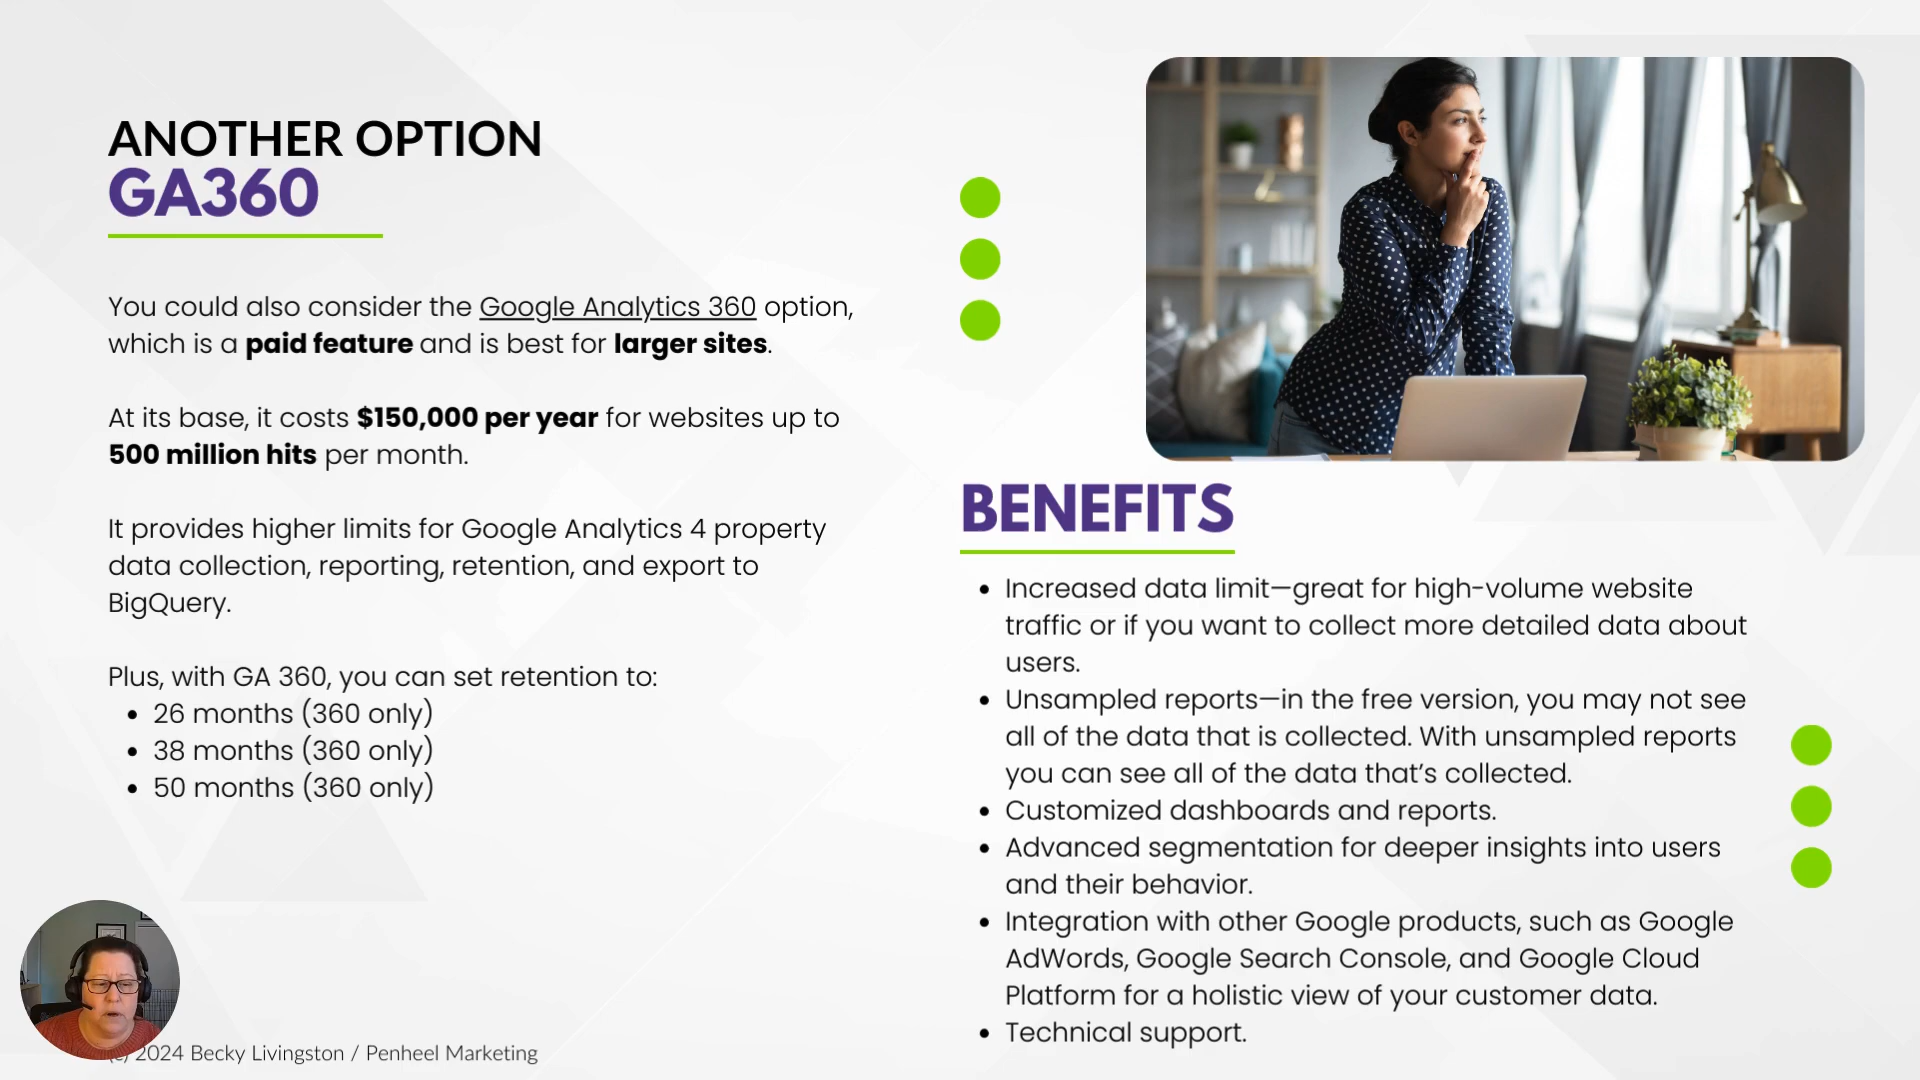 ANOTHER OPTION
GA360
You could also consider the Google Analytics 360 option,
which is a paid feature and is best for larger sites.
At its base, it costs $150,000 per year for websites up to
500 million hits per month.
It provides higher limits for Google Analytics 4 property
data collection, reporting, retention, and export to
BigQuery.
Plus, with GA 360, you can set retention to:
• 26 months (360 only)
• 38 months (360 only)
• 50 months (360 only)
BENEFITS
• Increased data limit—great for high-volume website
traffic or if you want to collect more detailed data about
users.
• Unsampled reports—in the free version, you may not see
all of the data that is collected. With unsampled reports
you can see all of the data that’s collected.
• Customized dashboards and reports.
• Advanced segmentation for deeper insights into users
and their behavior.
• Integration with other Google products, such as Google
AdWords, Google Search Console, and Google Cloud
Platform for a holistic view of your customer data.
• Technical support.
(c) 2024 Becky Livingston / Penheel Marketing